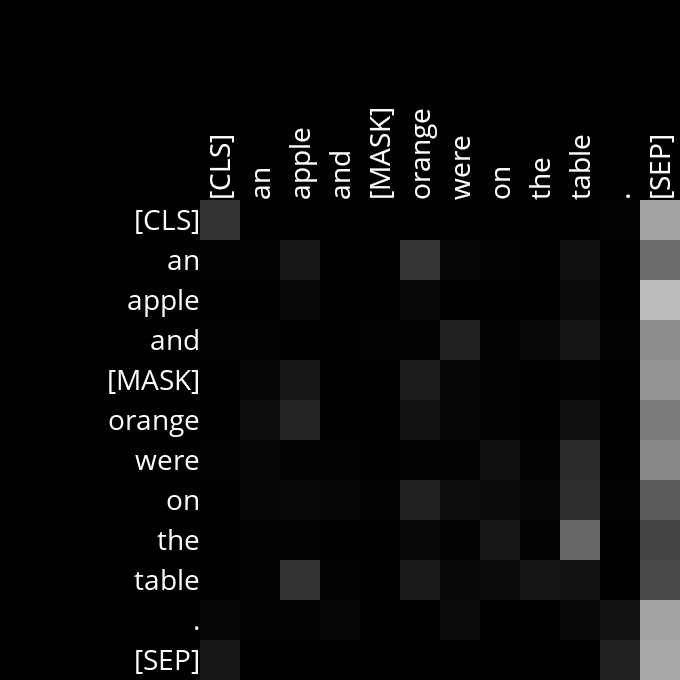 [CLS] an apple and [MASK] orange were on the table . [SEP]
[CLS]
an
apple
and
[MASK]
orange
were
on
the
table
.
[SEP]